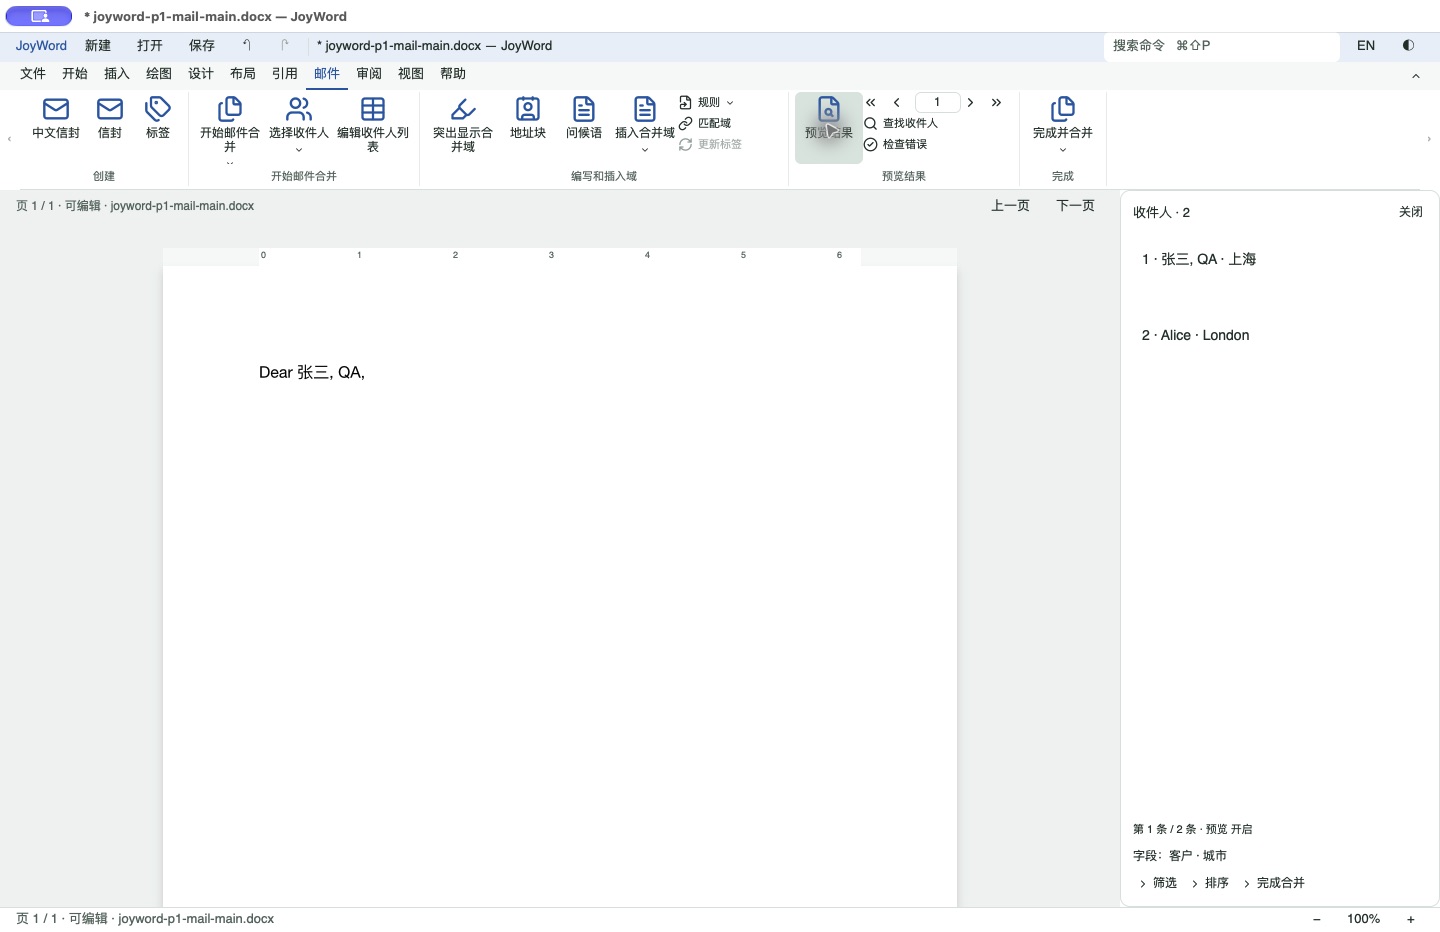 * joyword-p1-mail-main.docx — JoyWord
JoyWord 新建 打开 保存 * joyword-p1-mail-main.docx — JoyWord 搜索命令 ⌘⇧P EN
文件 开始 插入 绘图 设计 布局 引用 邮件 审阅 视图 帮助
中文信封 信封 标签
创建
开始邮件合
并
选择收件人
编辑收件人列
表
开始邮件合并
突出显示合
并域
地址块 问候语 插入合并域
规则
匹配域
更新标签
编写和插入域
预览结果
1
查找收件人
检查错误
预览结果
完成并合并
完成
页 1 / 1 · 可编辑 · joyword-p1-mail-main.docx 上一页 下一页
0 1 2 3 4 5 6
Dear 张三, QA,
收件人 · 2 关闭
1 · 张三, QA · 上海
2 · Alice · London
第 1 条 / 2 条 · 预览 开启
字段：客户 · 城市
筛选 排序 完成合并
页 1 / 1 · 可编辑 · joyword-p1-mail-main.docx − 100% +